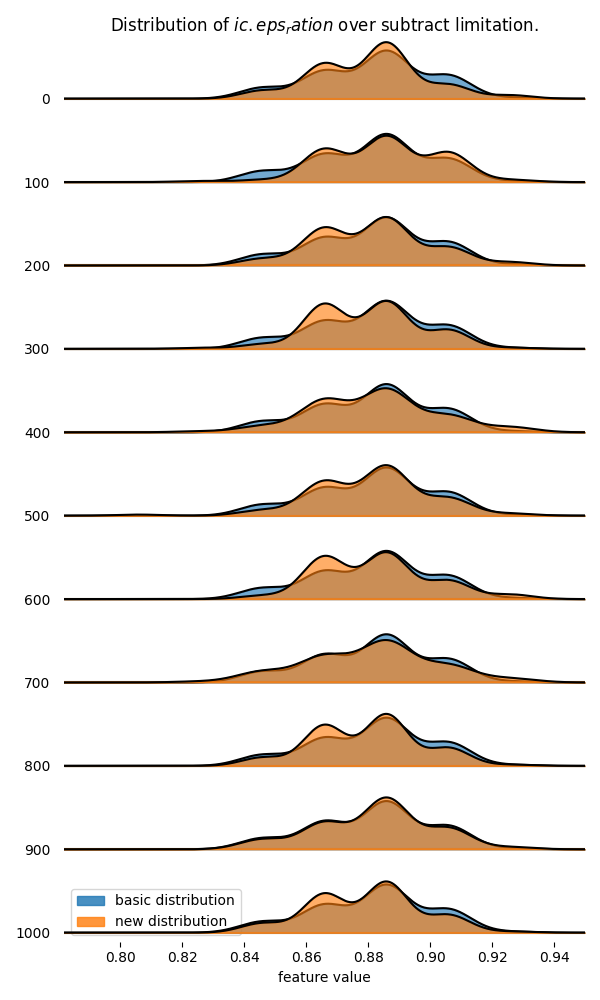 Distribution of ic.eps_ration over subtract limitation.
0
100
200
300
400
500
600
700
800
900
1000
basic distribution
new distribution
0.80 0.82 0.84 0.86 0.88 0.90 0.92 0.94
feature value